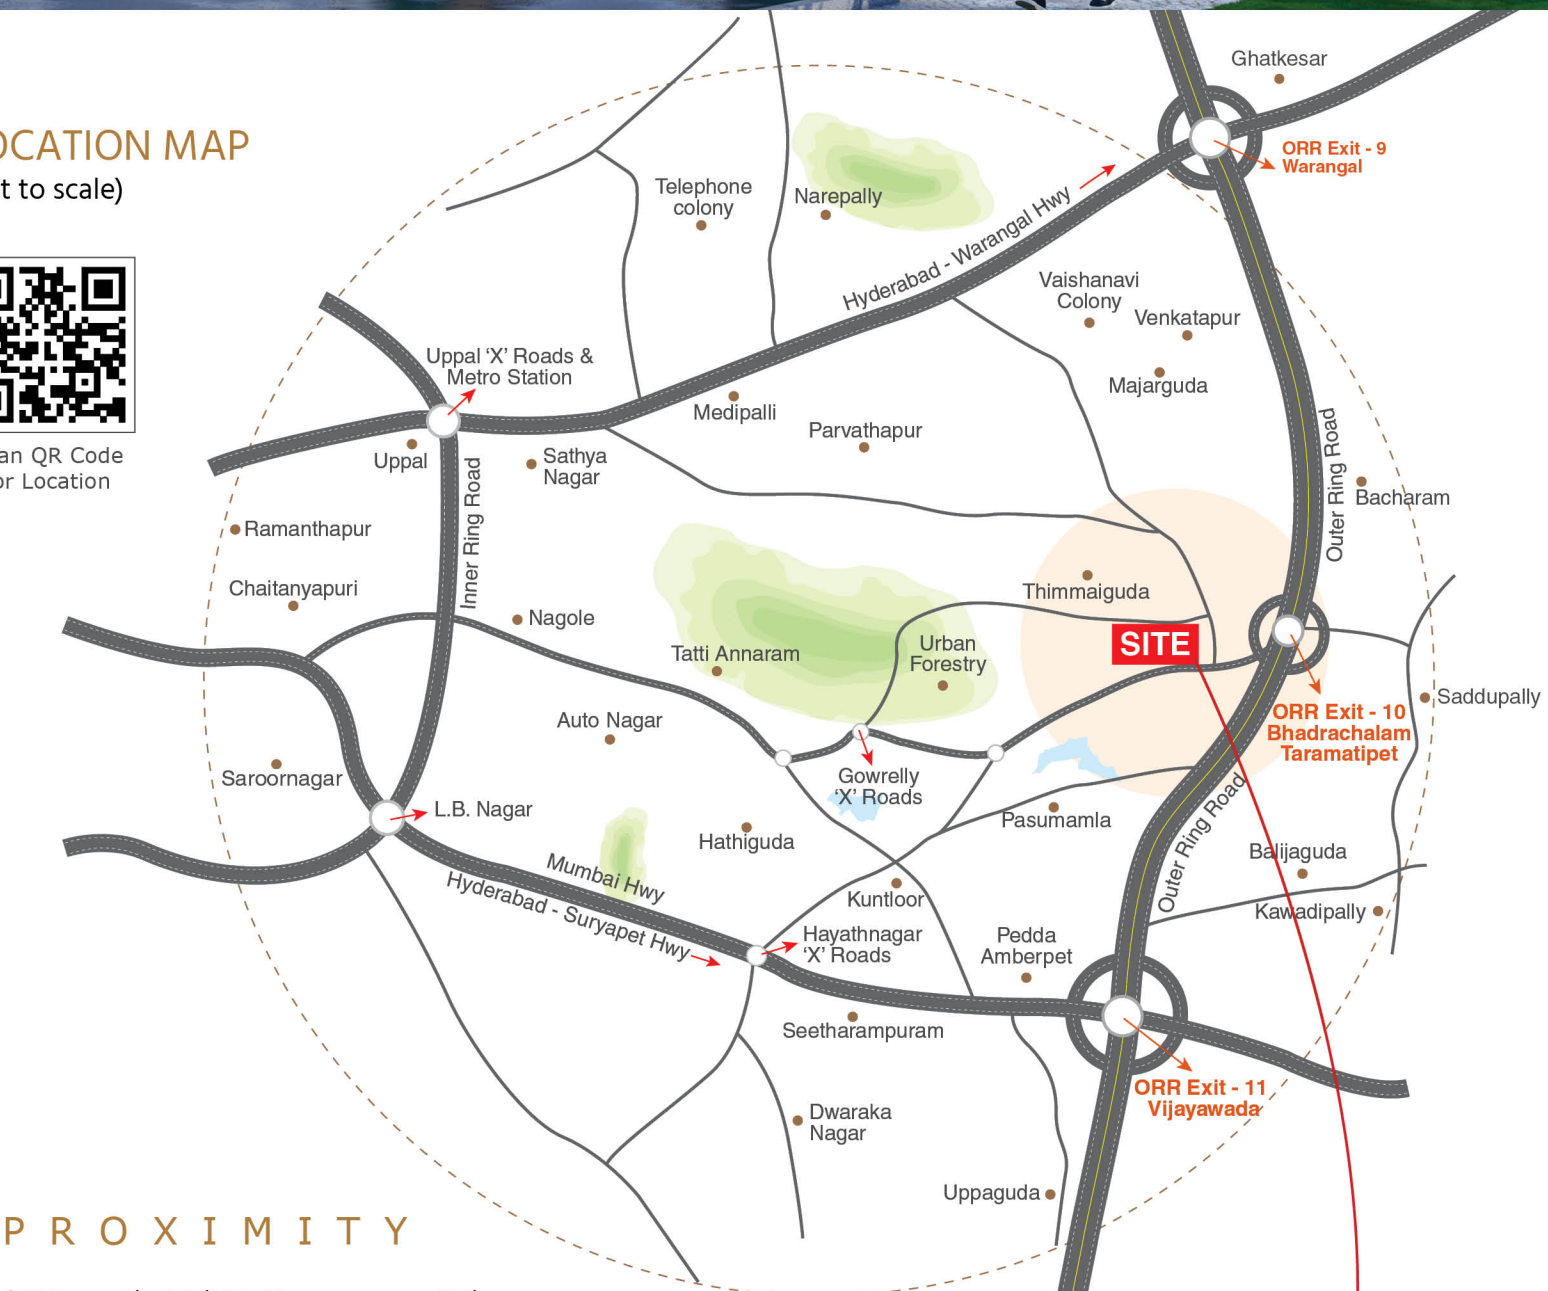 OCATION MAP
t to scale)
an QR Code
or Location
Ghatkesar
ORR Exit - 9
Warangal
Telephone
colony
Narepally
Hyderabad - Warangal Hwy
Vaishanavi
Colony
Venkatapur
Majarguda
Uppal ‘X’ Roads &
Metro Station
Medipalli
Parvathapur
Uppal
Sathya
Nagar
Inner Ring Road
Outer Ring Road
Bacharam
Ramanthapur
Chaitanyapuri
Nagole
Thimmaiguda
SITE
Tatti Annaram
Urban
Forestry
Saddupally
Auto Nagar
ORR Exit - 10
Bhadrachalam
Taramatipet
Saroornagar
Gowrelly
‘X’ Roads
L.B. Nagar
Hathiguda
Pasumamla
Outer Ring Road
Balijaguda
Mumbai Hwy
Hyderabad - Suryapet Hwy
Kuntloor
Kawadipally
Hayathnagar
‘X’ Roads
Pedda
Amberpet
Seetharampuram
ORR Exit - 11
Vijayawada
Dwaraka
Nagar
Uppaguda
PROXIMITY